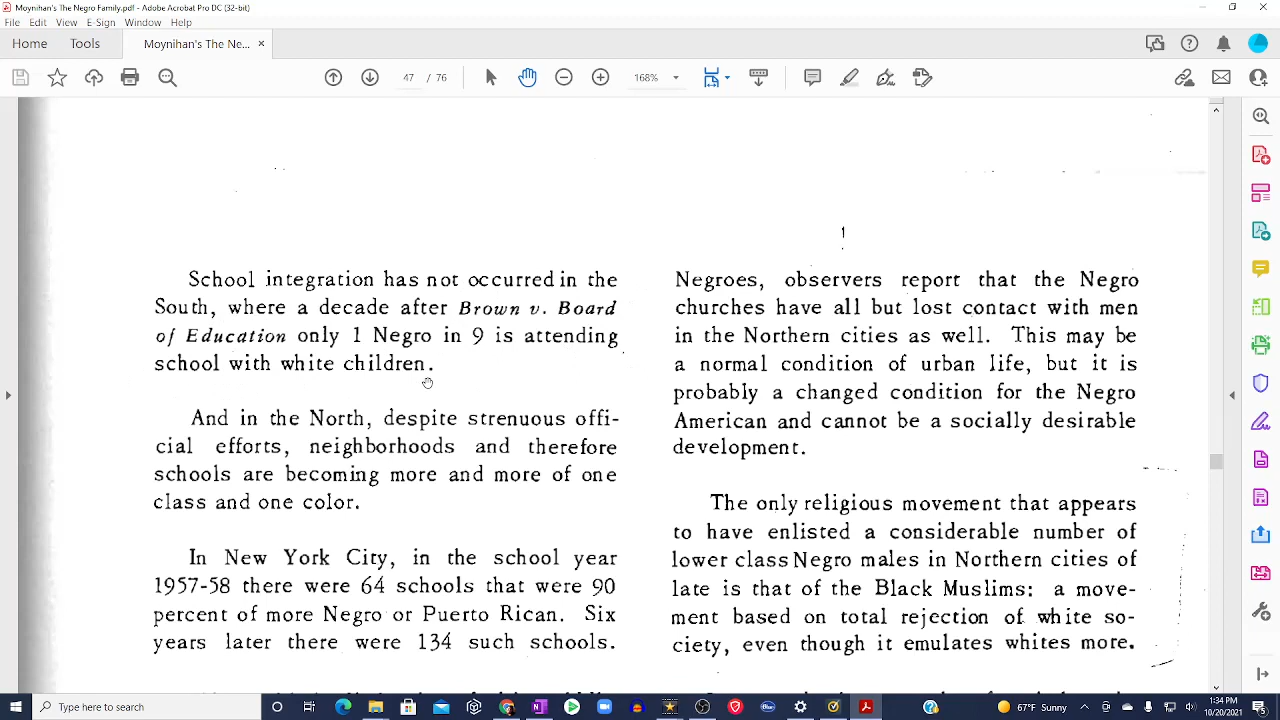 Moynihan's The Negro Family.pdf - Adobe Acrobat Pro DC (32-bit)
File Edit View E-Sign Window Help
Home Tools Moynihan's The Ne... ×
47 / 76 168%
School integration has not occurred in the
South, where a decade after Brown v. Board
of Education only 1 Negro in 9 is attending
school with white children.
And in the North, despite strenuous offi-
cial efforts, neighborhoods and therefore
schools are becoming more and more of one
class and one color.
In New York City, in the school year
1957-58 there were 64 schools that were 90
percent of more Negro or Puerto Rican. Six
years later there were 134 such schools.
Negroes, observers report that the Negro
churches have all but lost contact with men
in the Northern cities as well. This may be
a normal condition of urban life, but it is
probably a changed condition for the Negro
American and cannot be a socially desirable
development.
The only religious movement that appears
to have enlisted a considerable number of
lower class Negro males in Northern cities of
late is that of the Black Muslims: a move-
ment based on total rejection of white so-
ciety, even though it emulates whites more.
Type here to search
67°F Sunny
1:34 PM
10/20/2021